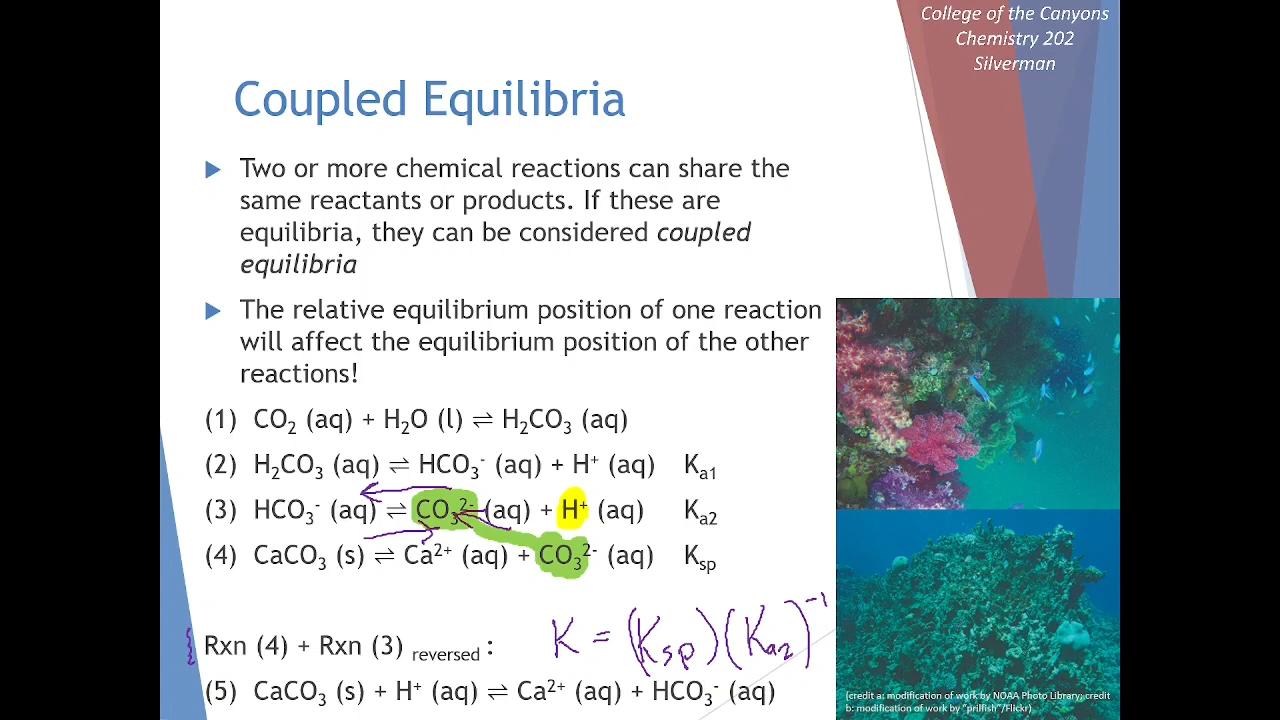 College of the Canyons
Chemistry 202
Silverman
Coupled Equilibria
Two or more chemical reactions can share the
same reactants or products. If these are
equilibria, they can be considered coupled
equilibria
The relative equilibrium position of one reaction
will affect the equilibrium position of the other
reactions!
(1) CO₂ (aq) + H₂O (l) ⇌ H₂CO₃ (aq)
(2) H₂CO₃ (aq) ⇌ HCO₃⁻ (aq) + H⁺ (aq) Kₐ₁
(3) HCO₃⁻ (aq) ⇌ CO₃²⁻ (aq) + H⁺ (aq) Kₐ₂
(4) CaCO₃ (s) ⇌ Ca²⁺ (aq) + CO₃²⁻ (aq) Kₛₚ
Rxn (4) + Rxn (3) reversed : K = (Kₛₚ)(Kₐ₂)⁻¹
(5) CaCO₃ (s) + H⁺ (aq) ⇌ Ca²⁺ (aq) + HCO₃⁻ (aq)
(credit a: modification of work by NOAA Photo Library; credit
b: modification of work by "prilfish"/Flickr)